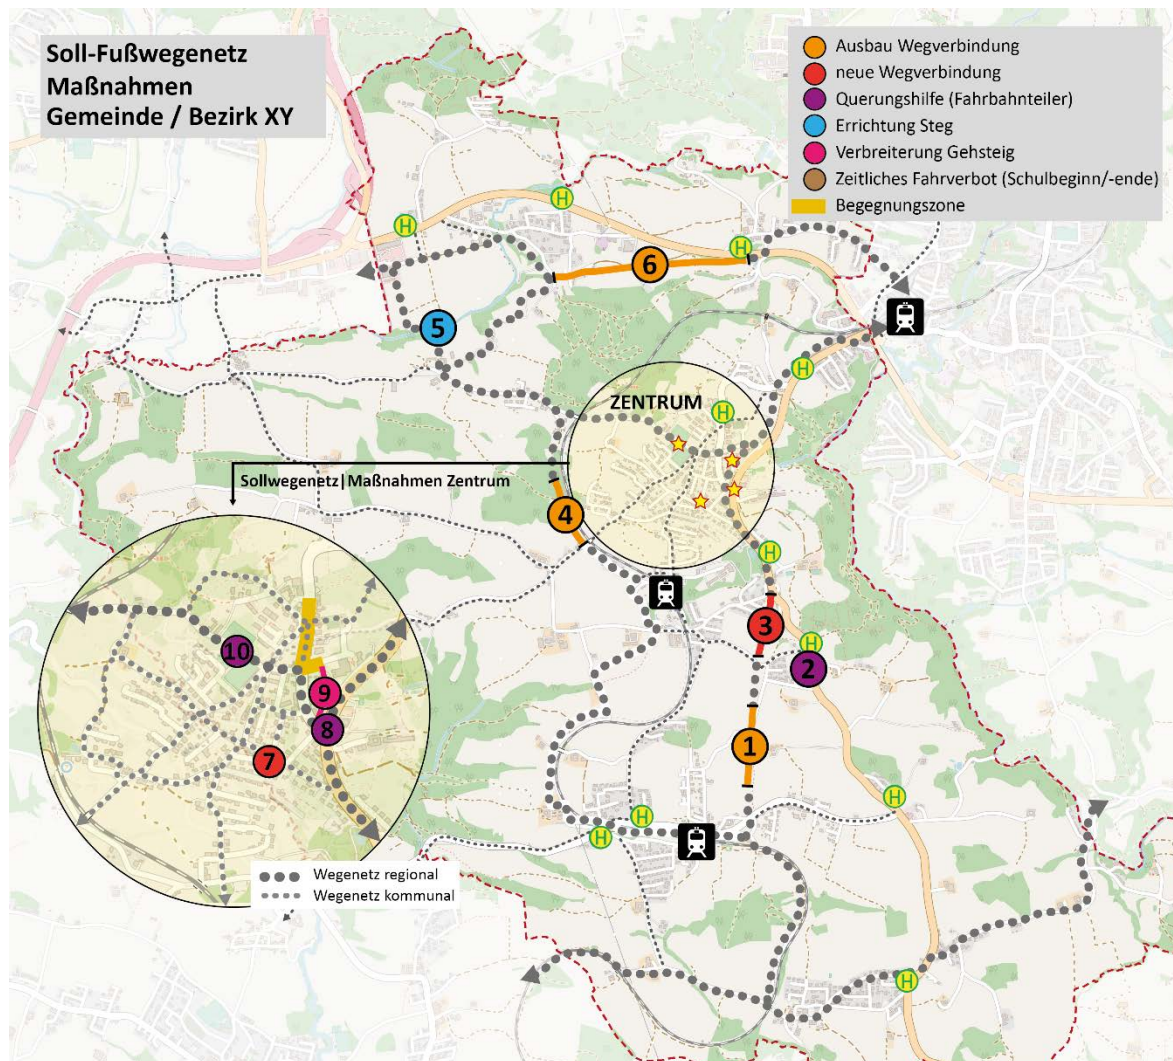 Soll-Fußwegenetz
Maßnahmen
Gemeinde / Bezirk XY
Ausbau Wegverbindung
neue Wegverbindung
Querungshilfe (Fahrbahnteiler)
Errichtung Steg
Verbreiterung Gehsteig
Zeitliches Fahrverbot (Schulbeginn/-ende)
Begegnungszone
H
H
H
6
5
H
ZENTRUM
H
Sollwegenetz|Maßnahmen Zentrum
4
H
3
H
2
10
9
8
7
1
H
H
H
Wegenetz regional
Wegenetz kommunal
H